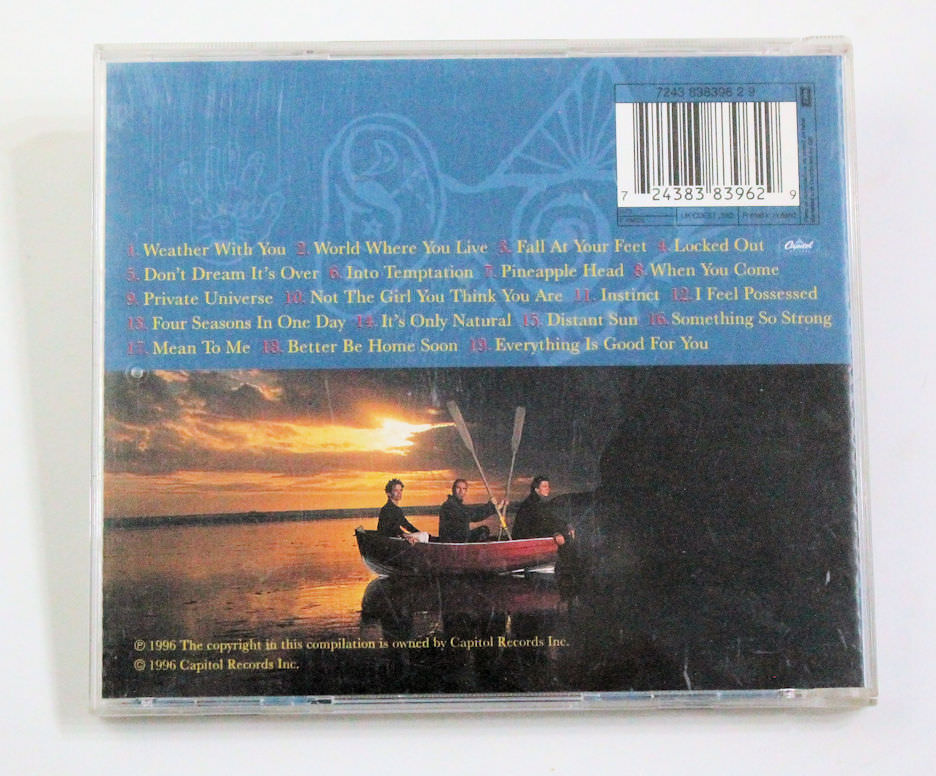 7243 838396 2 9
7 24383 83962 9
1. Weather With You 2. World Where You Live 3. Fall At Your Feet 4. Locked Out
Capitol
5. Don't Dream It's Over 6. Into Temptation 7. Pineapple Head 8. When You Come
9. Private Universe 10. Not The Girl You Think You Are 11. Instinct 12. I Feel Possessed
13. Four Seasons In One Day 14. It's Only Natural 15. Distant Sun 16. Something So Strong
17. Mean To Me 18. Better Be Home Soon 19. Everything Is Good For You
℗ 1996 The copyright in this compilation is owned by Capitol Records Inc.
© 1996 Capitol Records Inc.